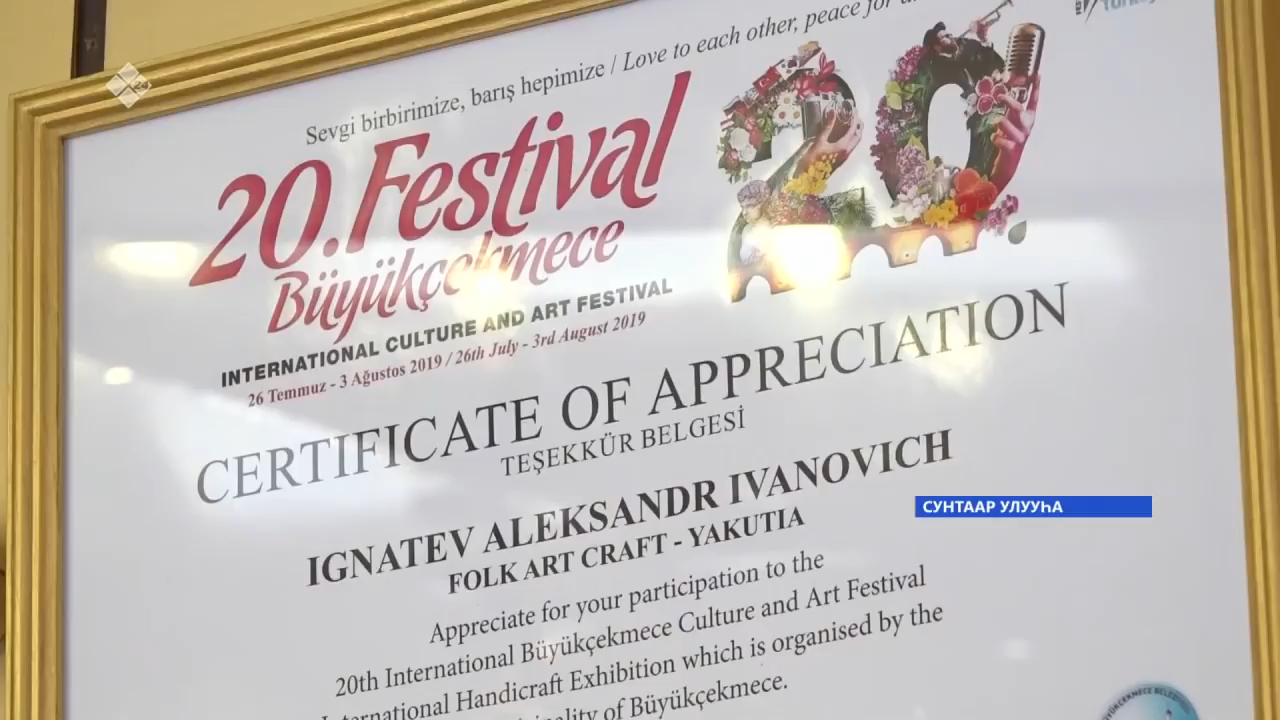 Sevgi birbirimize, barış hepimize / Love to each other, peace for
20. Festival
20
Büyükçekmece
INTERNATIONAL CULTURE AND ART FESTIVAL
26 Temmuz - 3 Ağustos 2019 / 26th July - 3rd August 2019
CERTIFICATE OF APPRECIATION
TEŞEKKÜR BELGESİ
IGNATEV ALEKSANDR IVANOVICH
СУНТААР УЛУУҺА
FOLK ART CRAFT - YAKUTIA
Appreciate for your participation to the
20th International Büyükçekmece Culture and Art Festival
International Handicraft Exhibition which is organised by the
of Büyükçekmece.